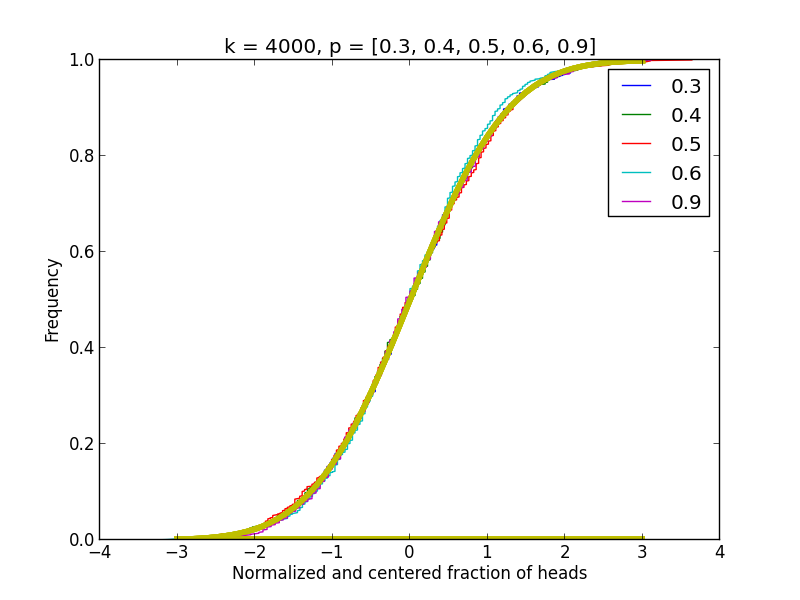 k = 4000, p = [0.3, 0.4, 0.5, 0.6, 0.9]
1.0
0.8
0.6
0.4
0.2
0.0
Frequency
0.3
0.4
0.5
0.6
0.9
−4 −3 −2 −1 0 1 2 3 4
Normalized and centered fraction of heads